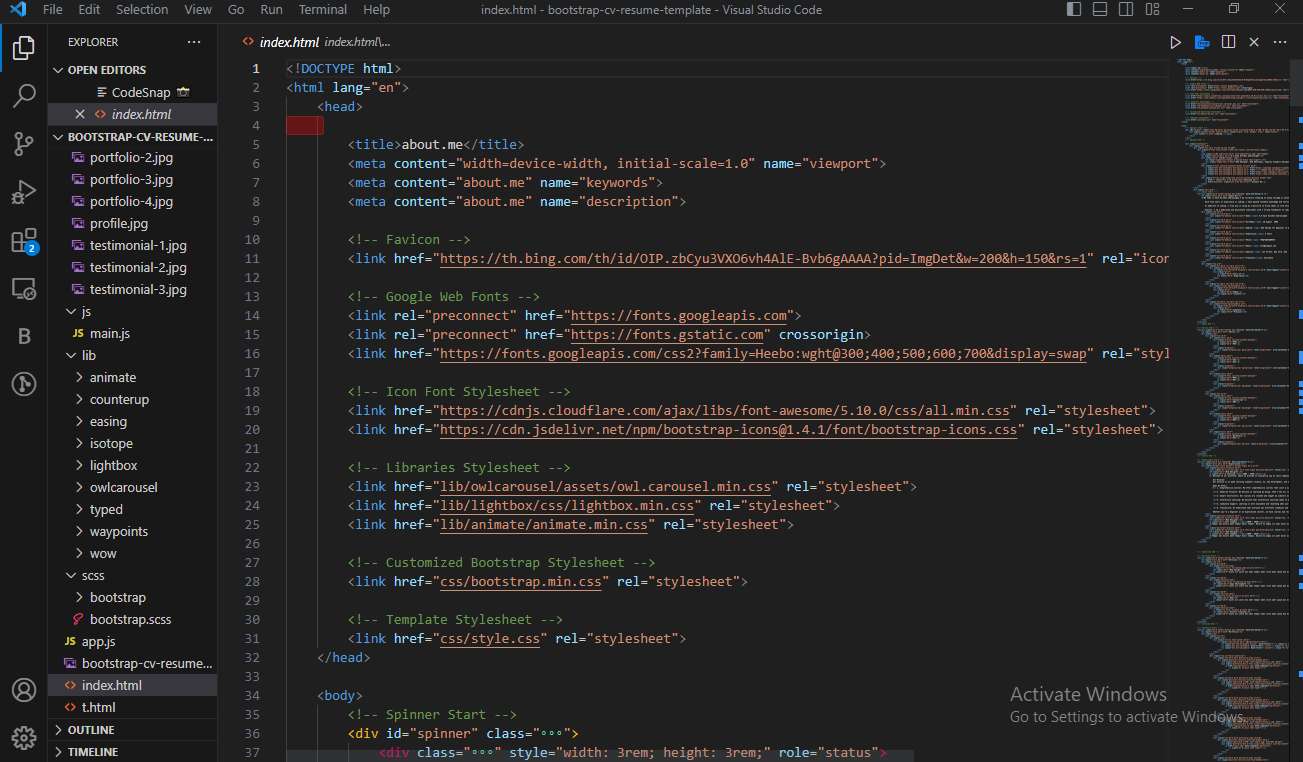 File Edit Selection View Go Run Terminal Help
index.html - bootstrap-cv-resume-template - Visual Studio Code
EXPLORER
OPEN EDITORS
CodeSnap 📸
index.html
BOOTSTRAP-CV-RESUME-...
portfolio-2.jpg
portfolio-3.jpg
portfolio-4.jpg
profile.jpg
testimonial-1.jpg
testimonial-2.jpg
testimonial-3.jpg
js
JS main.js
lib
animate
counterup
easing
isotope
lightbox
owlcarousel
typed
waypoints
wow
scss
bootstrap
bootstrap.scss
JS app.js
bootstrap-cv-resume...
index.html
t.html
OUTLINE
TIMELINE
2
B
index.html index.html\...
1 <!DOCTYPE html>
2 <html lang="en">
3 <head>
4
5 <title>about.me</title>
6 <meta content="width=device-width, initial-scale=1.0" name="viewport">
7 <meta content="about.me" name="keywords">
8 <meta content="about.me" name="description">
9
10 <!-- Favicon -->
11 <link href="https://th.bing.com/th/id/OIP.zbCyu3VXO6vh4AlE-Bvb6gAAAA?pid=ImgDet&w=200&h=150&rs=1" rel="icon
12
13 <!-- Google Web Fonts -->
14 <link rel="preconnect" href="https://fonts.googleapis.com">
15 <link rel="preconnect" href="https://fonts.gstatic.com" crossorigin>
16 <link href="https://fonts.googleapis.com/css2?family=Heebo:wght@300;400;500;600;700&display=swap" rel="styl
17
18 <!-- Icon Font Stylesheet -->
19 <link href="https://cdnjs.cloudflare.com/ajax/libs/font-awesome/5.10.0/css/all.min.css" rel="stylesheet">
20 <link href="https://cdn.jsdelivr.net/npm/bootstrap-icons@1.4.1/font/bootstrap-icons.css" rel="stylesheet">
21
22 <!-- Libraries Stylesheet -->
23 <link href="lib/owlcarousel/assets/owl.carousel.min.css" rel="stylesheet">
24 <link href="lib/lightbox/css/lightbox.min.css" rel="stylesheet">
25 <link href="lib/animate/animate.min.css" rel="stylesheet">
26
27 <!-- Customized Bootstrap Stylesheet -->
28 <link href="css/bootstrap.min.css" rel="stylesheet">
29
30 <!-- Template Stylesheet -->
31 <link href="css/style.css" rel="stylesheet">
32 </head>
33
34 <body>
35 <!-- Spinner Start -->
36 <div id="spinner" class="•••">
37 <div class="•••" style="width: 3rem; height: 3rem;" role="status">
Activate Windows
Go to Settings to activate Windows.